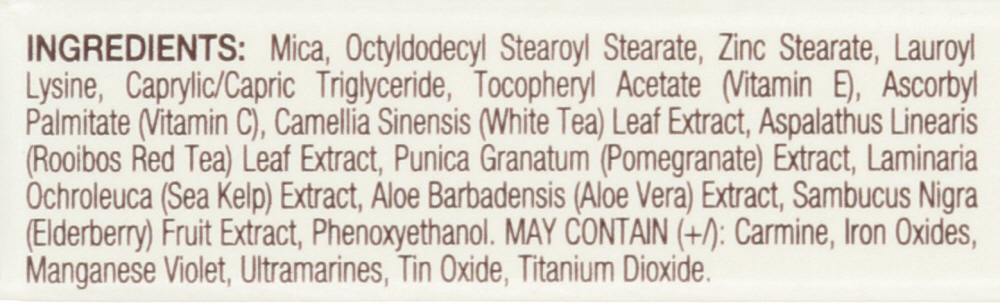 INGREDIENTS: Mica, Octyldodecyl Stearoyl Stearate, Zinc Stearate, Lauroyl
Lysine, Caprylic/Capric Triglyceride, Tocopheryl Acetate (Vitamin E), Ascorbyl
Palmitate (Vitamin C), Camellia Sinensis (White Tea) Leaf Extract, Aspalathus Linearis
(Rooibos Red Tea) Leaf Extract, Punica Granatum (Pomegranate) Extract, Laminaria
Ochroleuca (Sea Kelp) Extract, Aloe Barbadensis (Aloe Vera) Extract, Sambucus Nigra
(Elderberry) Fruit Extract, Phenoxyethanol. MAY CONTAIN (+/): Carmine, Iron Oxides,
Manganese Violet, Ultramarines, Tin Oxide, Titanium Dioxide.